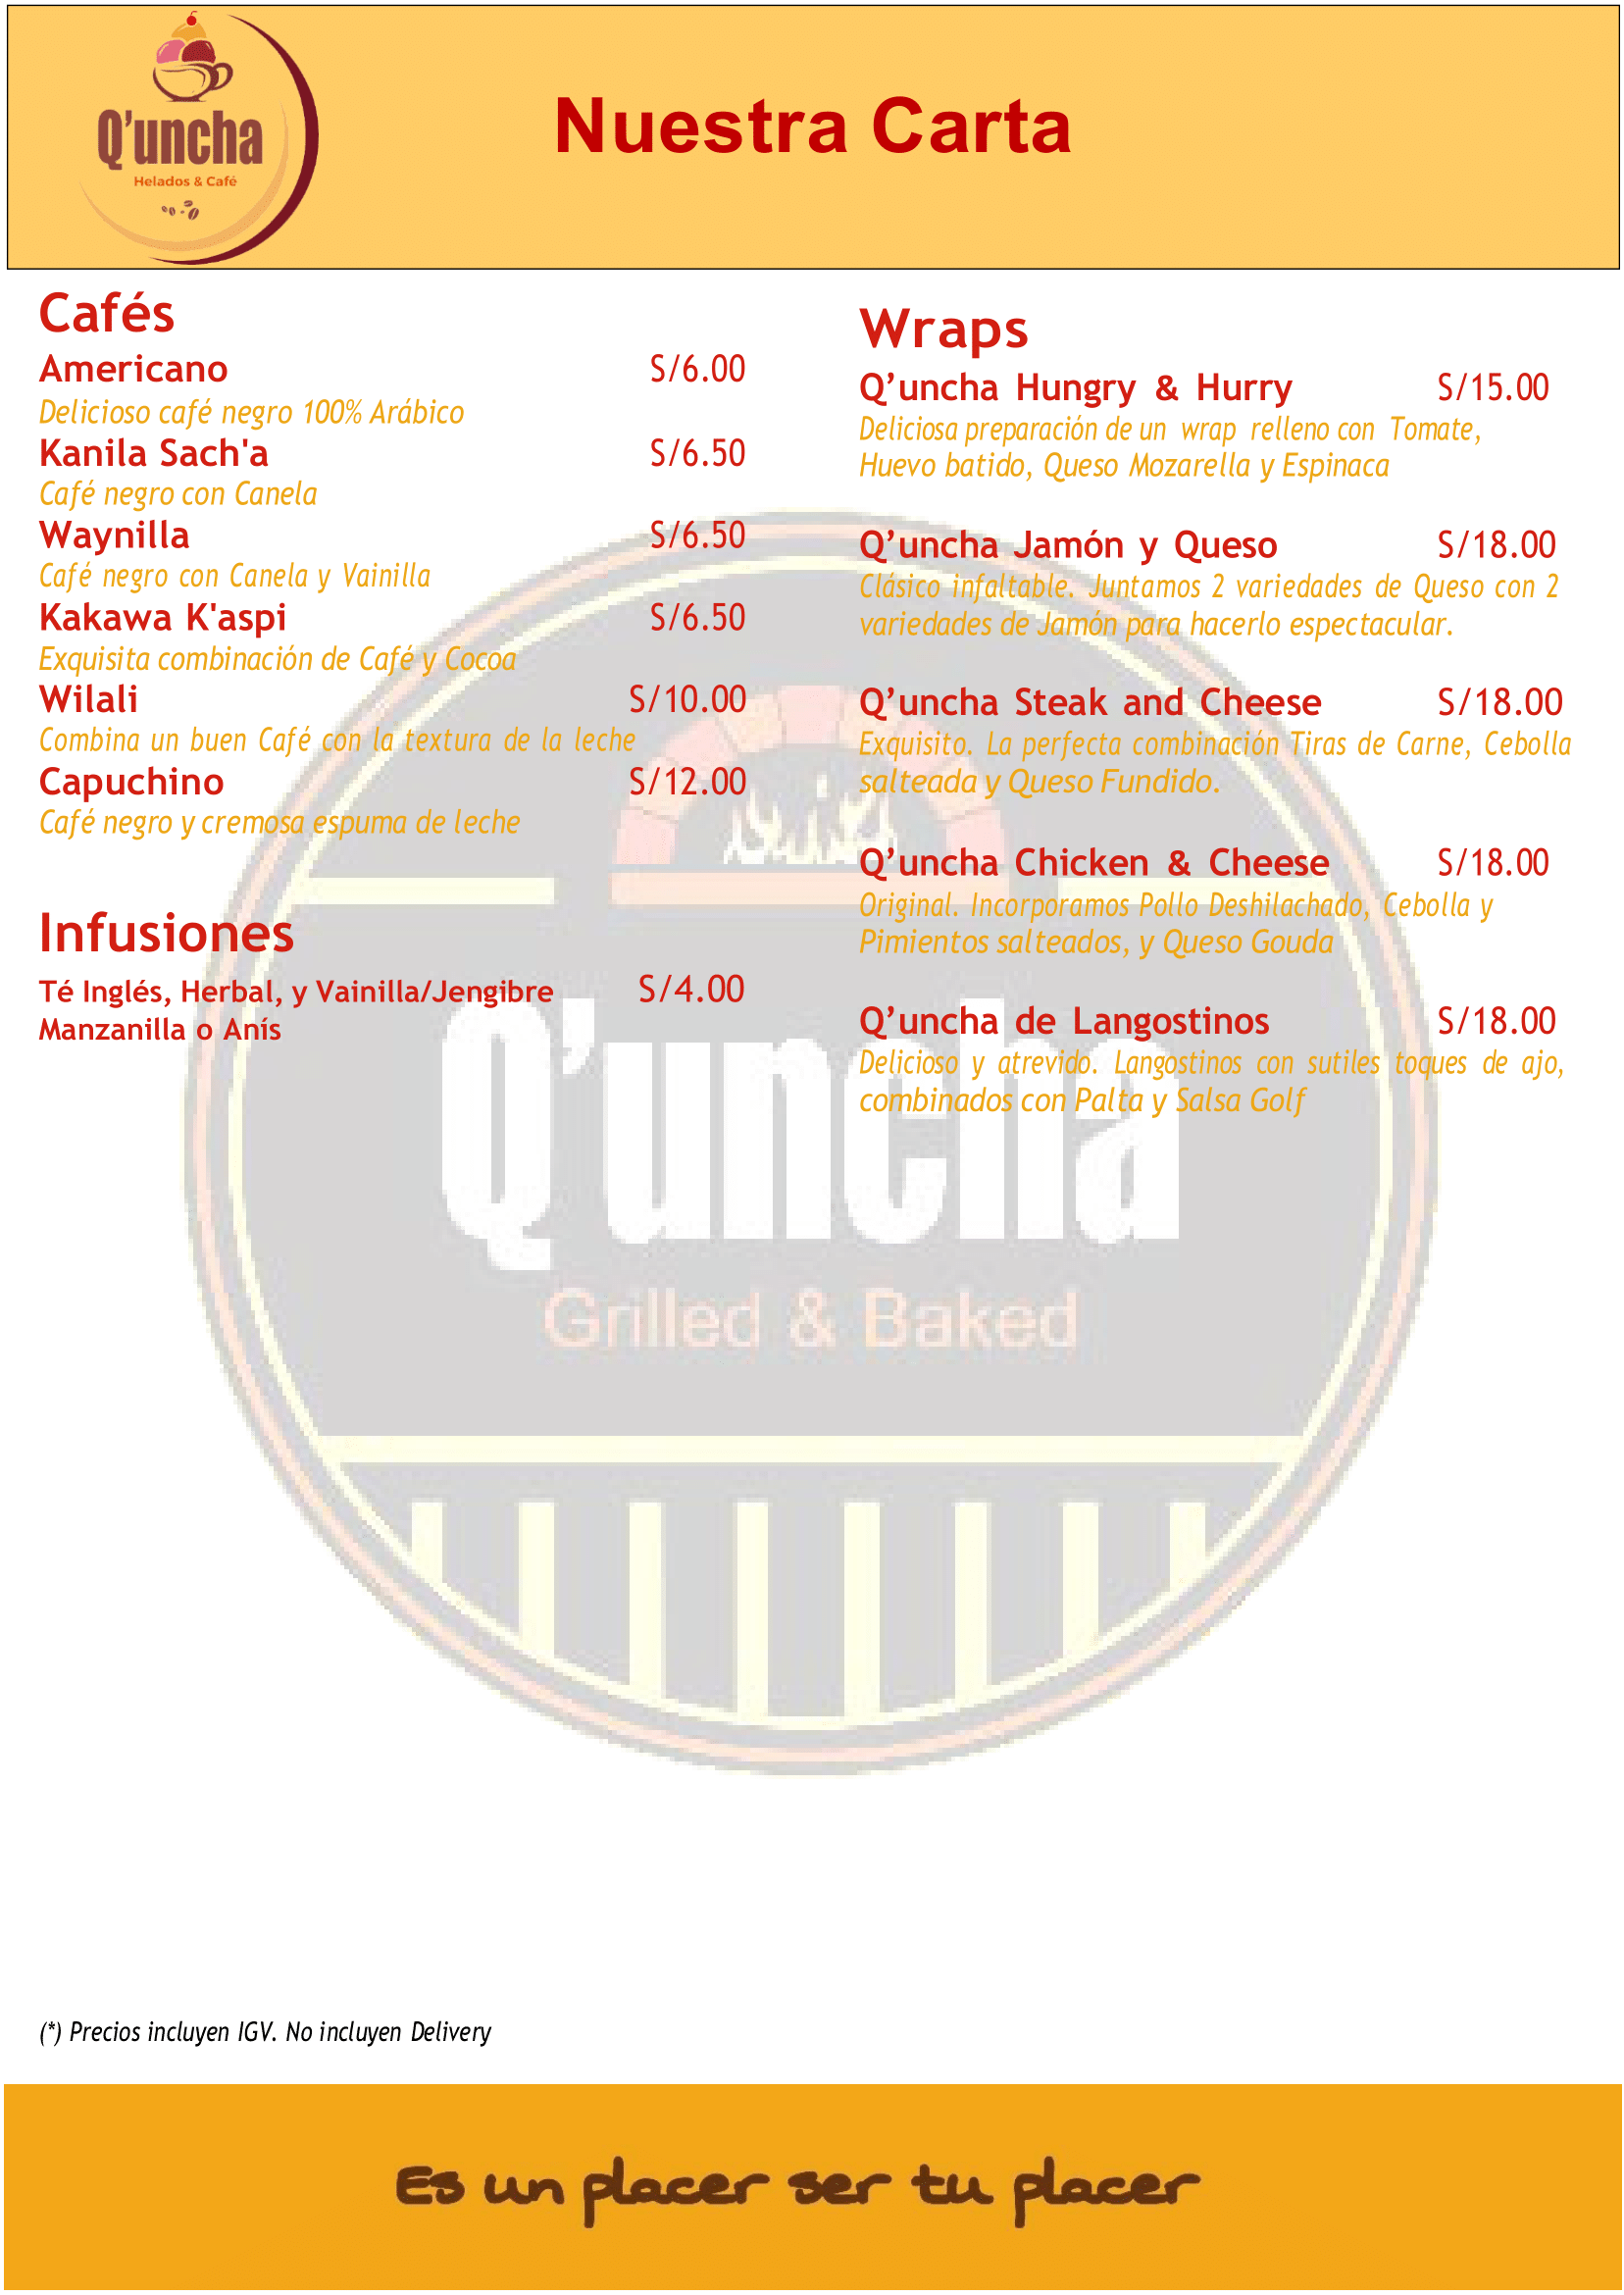 Q'uncha
Helados & Café
Nuestra Carta
Cafés
Americano S/6.00
Delicioso café negro 100% Arábico
Kanila Sach'a S/6.50
Café negro con Canela
Waynilla S/6.50
Café negro con Canela y Vainilla
Kakawa K'aspi S/6.50
Exquisita combinación de Café y Cocoa
Wilali S/10.00
Combina un buen Café con la textura de la leche
Capuchino S/12.00
Café negro y cremosa espuma de leche
Infusiones
Té Inglés, Herbal, y Vainilla/Jengibre S/4.00
Manzanilla o Anís
Wraps
Q’uncha Hungry & Hurry S/15.00
Deliciosa preparación de un wrap relleno con Tomate,
Huevo batido, Queso Mozarella y Espinaca
Q’uncha Jamón y Queso S/18.00
Clásico infaltable. Juntamos 2 variedades de Queso con 2
variedades de Jamón para hacerlo espectacular.
Q’uncha Steak and Cheese S/18.00
Exquisito. La perfecta combinación Tiras de Carne, Cebolla
salteada y Queso Fundido.
Q’uncha Chicken & Cheese S/18.00
Original. Incorporamos Pollo Deshilachado, Cebolla y
Pimientos salteados, y Queso Gouda
Q’uncha de Langostinos S/18.00
Delicioso y atrevido. Langostinos con sutiles toques de ajo,
combinados con Palta y Salsa Golf
Q'uncha
Grilled & Baked
(*) Precios incluyen IGV. No incluyen Delivery
Es un placer ser tu placer